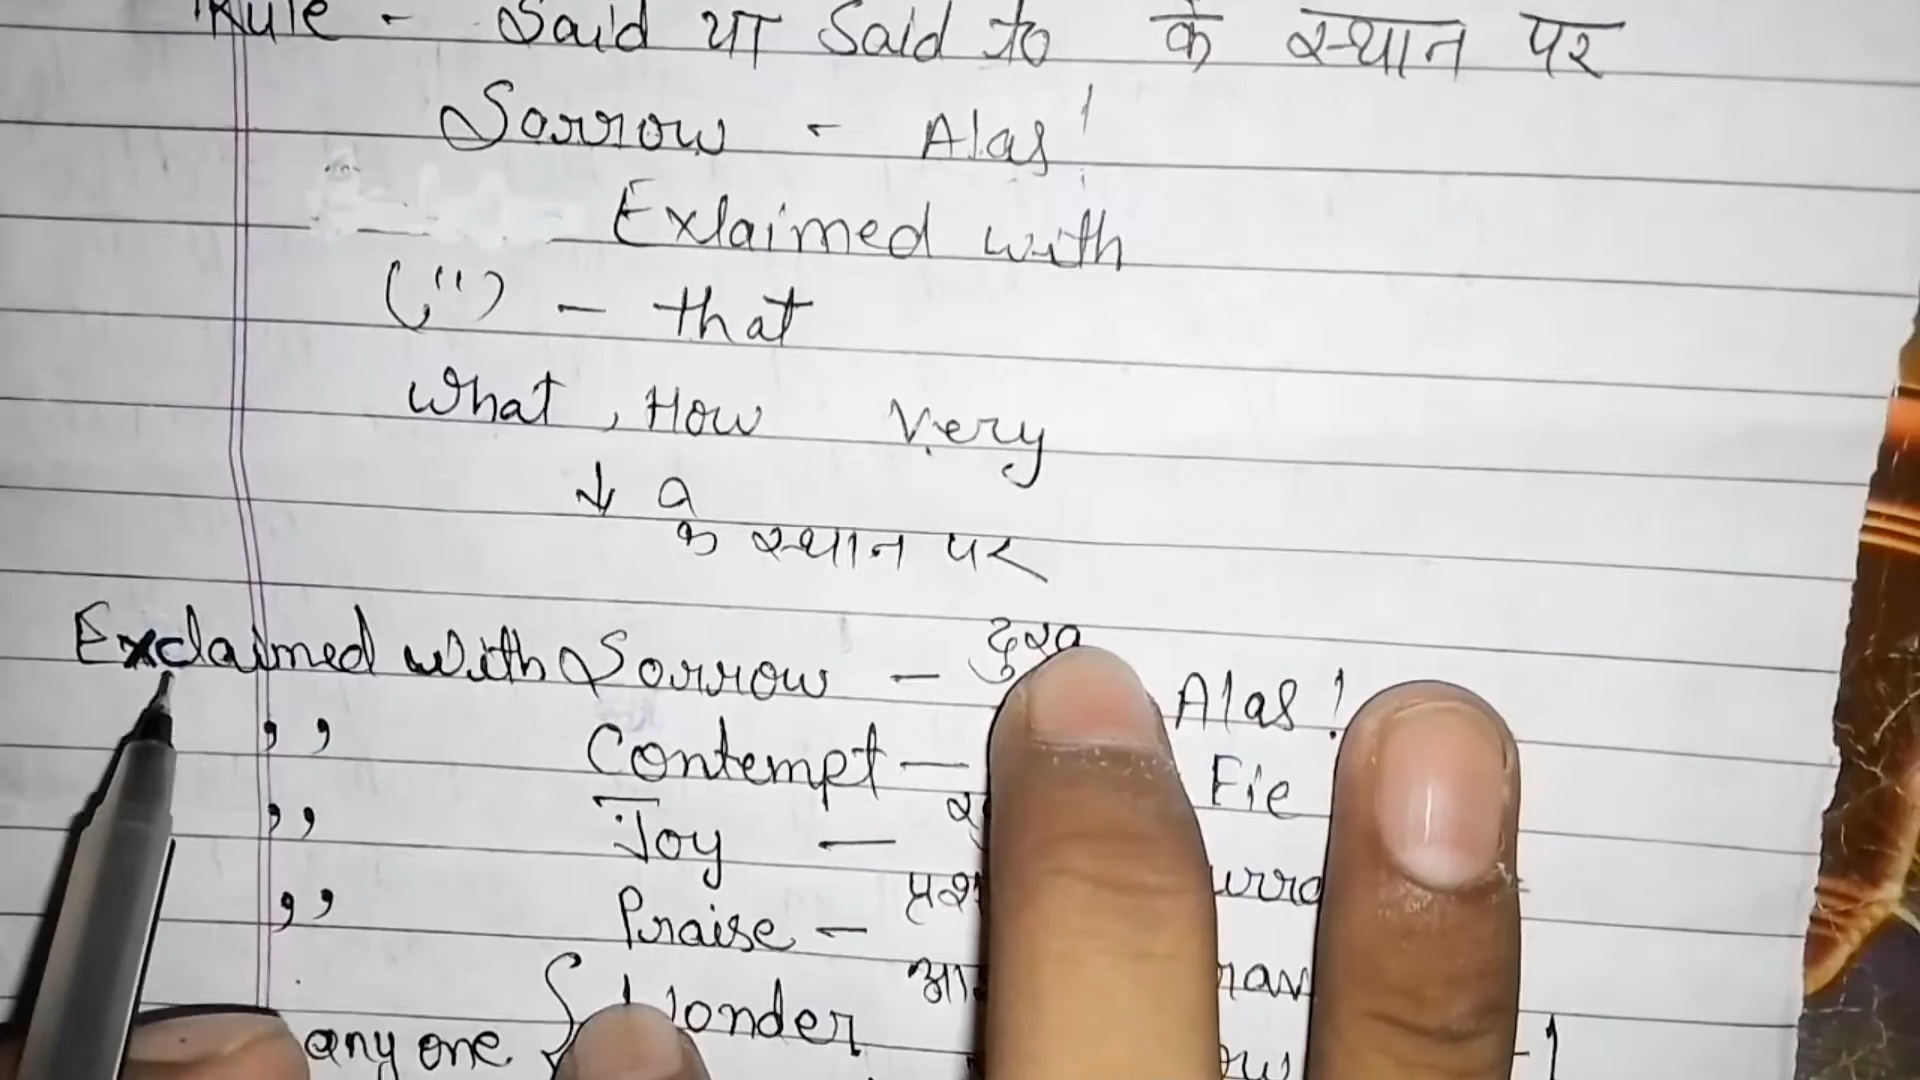 Rule - Said या Said to के स्थान पर
Sorrow - Alas!
Exlaimed with
(," ") - that
What, How Very
↓ a
के स्थान पर
Exclaimed with Sorrow - दुख Alas!
,, Contempt - Fie
,, Joy -
,, Praise -
any one { Wonder